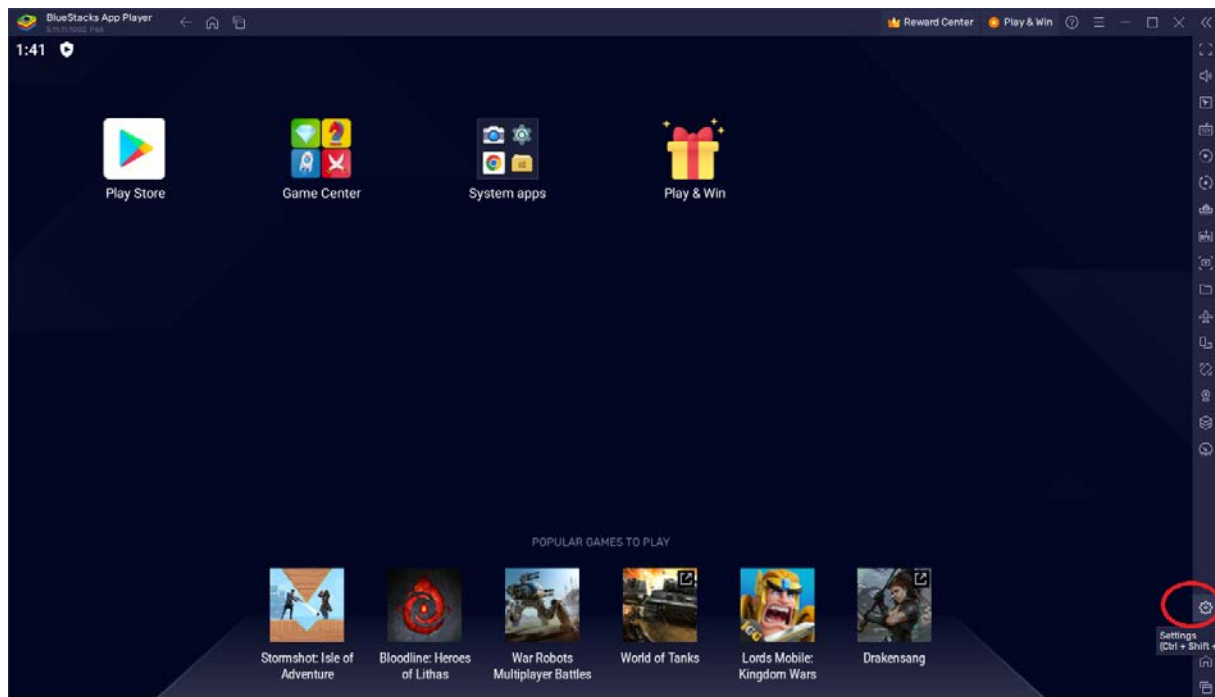 BlueStacks App Player
Reward Center
Play & Win
1:41
Play Store
Game Center
System apps
Play & Win
POPULAR GAMES TO PLAY
Stormshot: Isle of
Adventure
Bloodline: Heroes
of Lithas
War Robots
Multiplayer Battles
World of Tanks
Lords Mobile:
Kingdom Wars
Drakensang
Settings
(Ctrl + Shift +